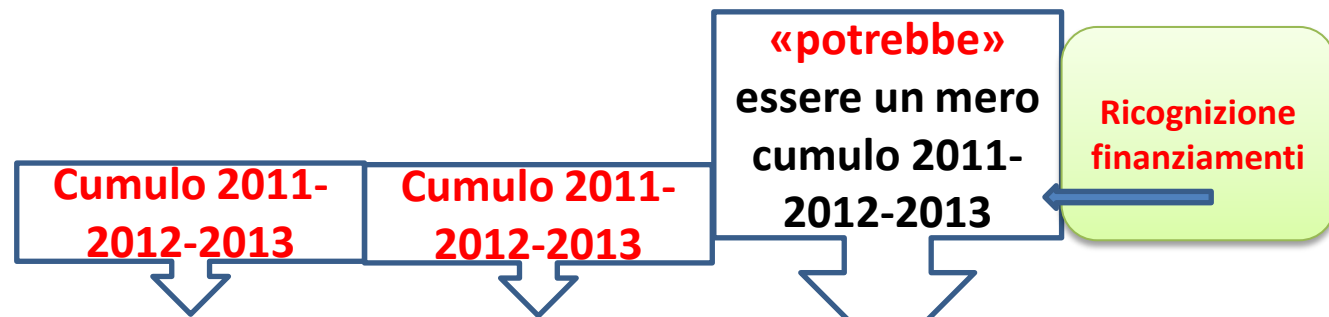 Cumulo 2011-
2012-2013
Cumulo 2011-
2012-2013
«potrebbe»
essere un mero
cumulo 2011-
2012-2013
Ricognizione
finanziamenti